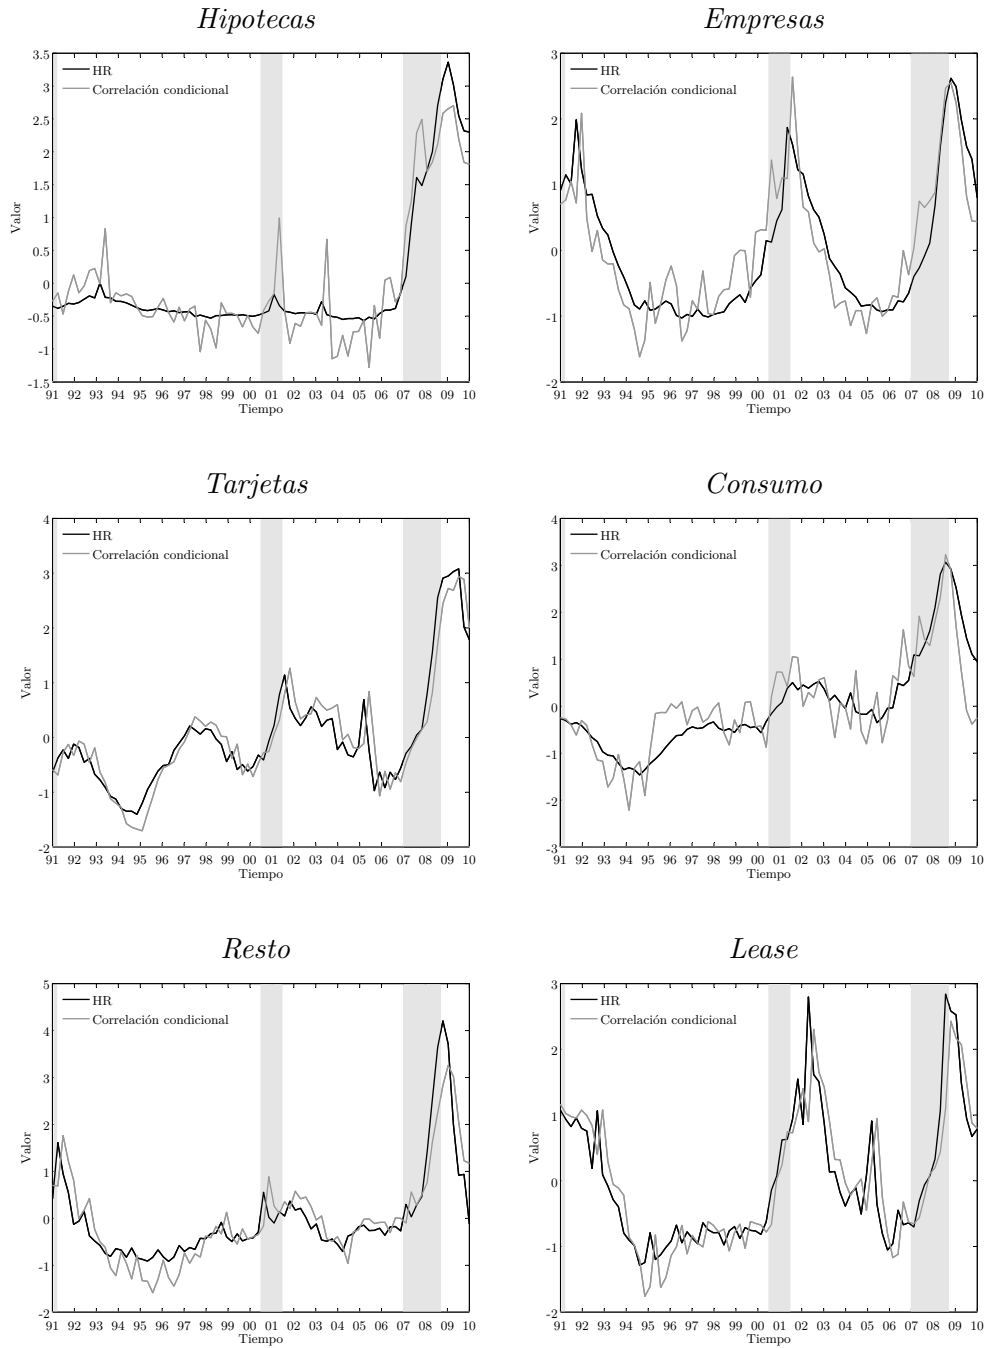 Hipotecas
3.5
3
2.5
2
1.5
1
0.5
0
-0.5
-1
-1.5
Valor
HR
Correlación condicional
91 92 93 94 95 96 97 98 99 00 01 02 03 04 05 06 07 08 09 10
Tiempo
Empresas
3
2
1
0
-1
-2
Valor
HR
Correlación condicional
91 92 93 94 95 96 97 98 99 00 01 02 03 04 05 06 07 08 09 10
Tiempo
Tarjetas
4
3
2
1
0
-1
-2
Valor
HR
Correlación condicional
91 92 93 94 95 96 97 98 99 00 01 02 03 04 05 06 07 08 09 10
Tiempo
Consumo
4
3
2
1
0
-1
-2
-3
Valor
HR
Correlación condicional
91 92 93 94 95 96 97 98 99 00 01 02 03 04 05 06 07 08 09 10
Tiempo
Resto
5
4
3
2
1
0
-1
-2
Valor
HR
Correlación condicional
91 92 93 94 95 96 97 98 99 00 01 02 03 04 05 06 07 08 09 10
Tiempo
Lease
3
2
1
0
-1
-2
Valor
HR
Correlación condicional
91 92 93 94 95 96 97 98 99 00 01 02 03 04 05 06 07 08 09 10
Tiempo